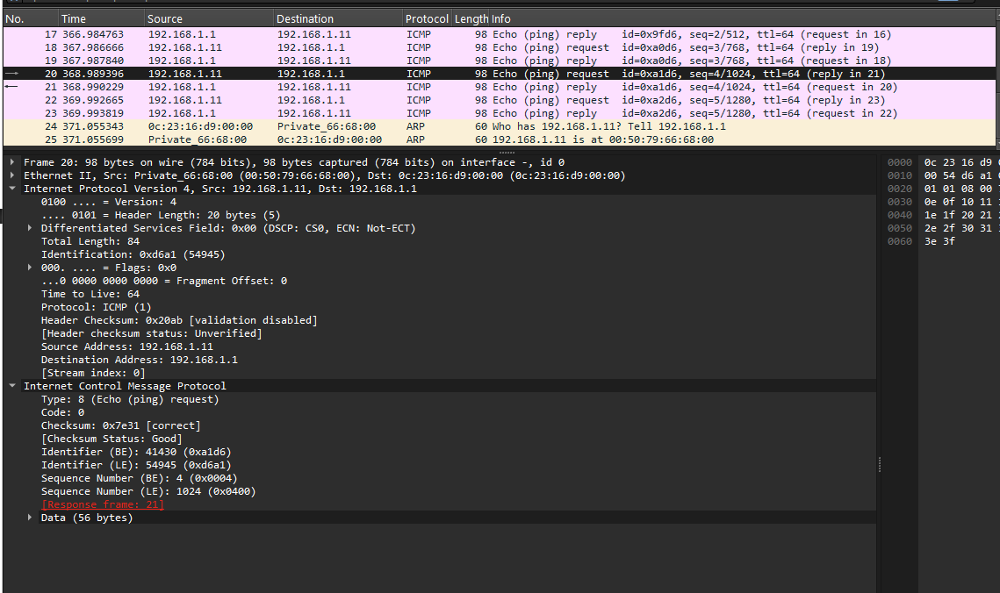 No. Time Source Destination Protocol Length Info
17 366.984763 192.168.1.1 192.168.1.11 ICMP 98 Echo (ping) reply id=0x9fd6, seq=2/512, ttl=64 (request in 16)
18 367.986666 192.168.1.11 192.168.1.1 ICMP 98 Echo (ping) request id=0xa0d6, seq=3/768, ttl=64 (reply in 19)
19 367.987840 192.168.1.1 192.168.1.11 ICMP 98 Echo (ping) reply id=0xa0d6, seq=3/768, ttl=64 (request in 18)
20 368.989396 192.168.1.11 192.168.1.1 ICMP 98 Echo (ping) request id=0xa1d6, seq=4/1024, ttl=64 (reply in 21)
21 368.990229 192.168.1.1 192.168.1.11 ICMP 98 Echo (ping) reply id=0xa1d6, seq=4/1024, ttl=64 (request in 20)
22 369.992665 192.168.1.11 192.168.1.1 ICMP 98 Echo (ping) request id=0xa2d6, seq=5/1280, ttl=64 (reply in 23)
23 369.993819 192.168.1.1 192.168.1.11 ICMP 98 Echo (ping) reply id=0xa2d6, seq=5/1280, ttl=64 (request in 22)
24 371.055343 0c:23:16:d9:00:00 Private_66:68:00 ARP 60 Who has 192.168.1.11? Tell 192.168.1.1
25 371.055699 Private_66:68:00 0c:23:16:d9:00:00 ARP 60 192.168.1.11 is at 00:50:79:66:68:00
Frame 20: 98 bytes on wire (784 bits), 98 bytes captured (784 bits) on interface -, id 0
Ethernet II, Src: Private_66:68:00 (00:50:79:66:68:00), Dst: 0c:23:16:d9:00:00 (0c:23:16:d9:00:00)
Internet Protocol Version 4, Src: 192.168.1.11, Dst: 192.168.1.1
0100 .... = Version: 4
.... 0101 = Header Length: 20 bytes (5)
Differentiated Services Field: 0x00 (DSCP: CS0, ECN: Not-ECT)
Total Length: 84
Identification: 0xd6a1 (54945)
000. .... = Flags: 0x0
...0 0000 0000 0000 = Fragment Offset: 0
Time to Live: 64
Protocol: ICMP (1)
Header Checksum: 0x20ab [validation disabled]
[Header checksum status: Unverified]
Source Address: 192.168.1.11
Destination Address: 192.168.1.1
[Stream index: 0]
Internet Control Message Protocol
Type: 8 (Echo (ping) request)
Code: 0
Checksum: 0x7e31 [correct]
[Checksum Status: Good]
Identifier (BE): 41430 (0xa1d6)
Identifier (LE): 54945 (0xd6a1)
Sequence Number (BE): 4 (0x0004)
Sequence Number (LE): 1024 (0x0400)
[Response frame: 21]
Data (56 bytes)
0000 0c 23 16 d9
0010 00 54 d6 a1
0020 01 01 08 00
0030 0e 0f 10 11
0040 1e 1f 20 21
0050 2e 2f 30 31
0060 3e 3f